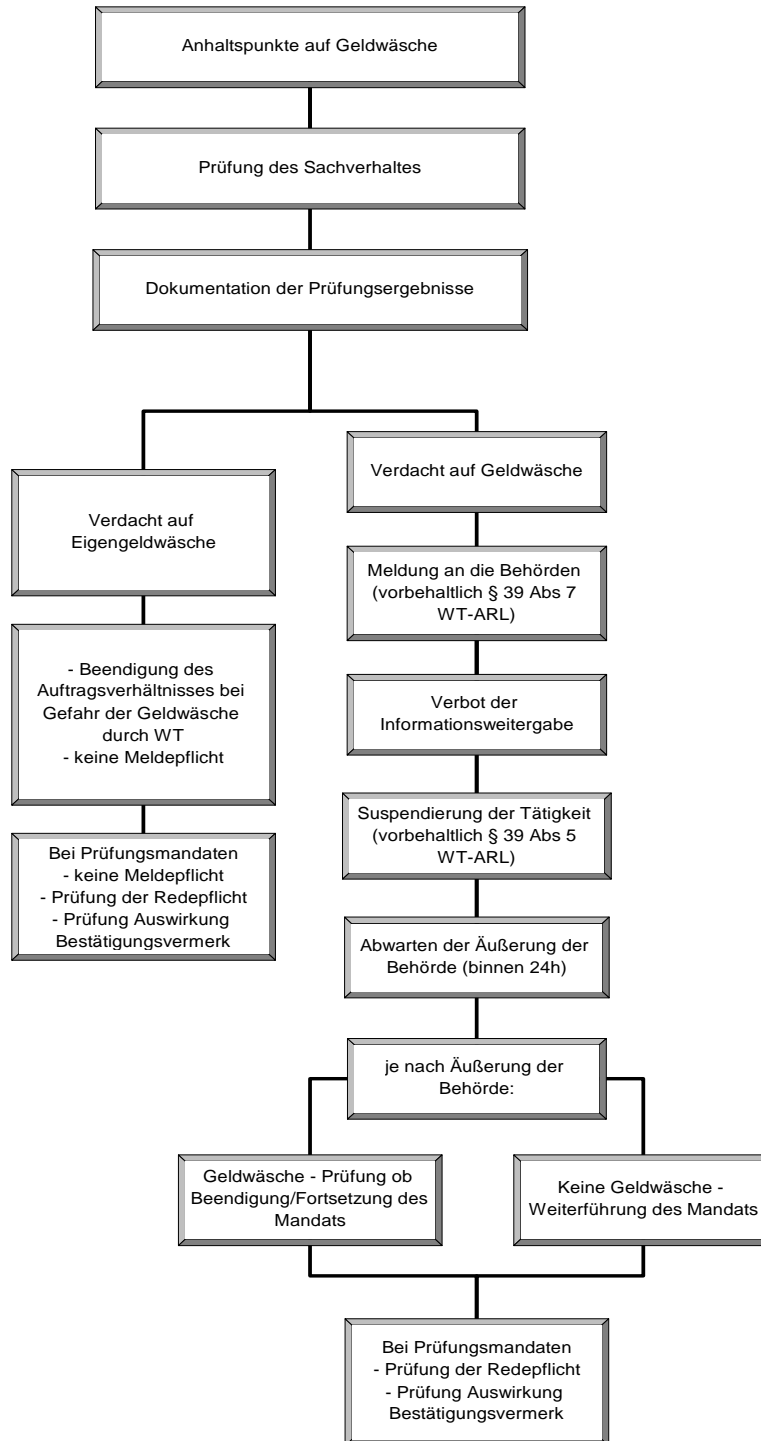 Anhaltspunkte auf Geldwäsche
Prüfung des Sachverhaltes
Dokumentation der Prüfungsergebnisse
Verdacht auf
Eigengeldwäsche
- Beendigung des
Auftragsverhältnisses bei
Gefahr der Geldwäsche
durch WT
- keine Meldepflicht
Bei Prüfungsmandaten
- keine Meldepflicht
- Prüfung der Redepflicht
- Prüfung Auswirkung
Bestätigungsvermerk
Verdacht auf Geldwäsche
Meldung an die Behörden
(vorbehaltlich § 39 Abs 7
WT-ARL)
Verbot der
Informationsweitergabe
Suspendierung der Tätigkeit
(vorbehaltlich § 39 Abs 5
WT-ARL)
Abwarten der Äußerung der
Behörde (binnen 24h)
je nach Äußerung der
Behörde:
Geldwäsche - Prüfung ob
Beendigung/Fortsetzung des
Mandats
Keine Geldwäsche -
Weiterführung des Mandats
Bei Prüfungsmandaten
- Prüfung der Redepflicht
- Prüfung Auswirkung
Bestätigungsvermerk